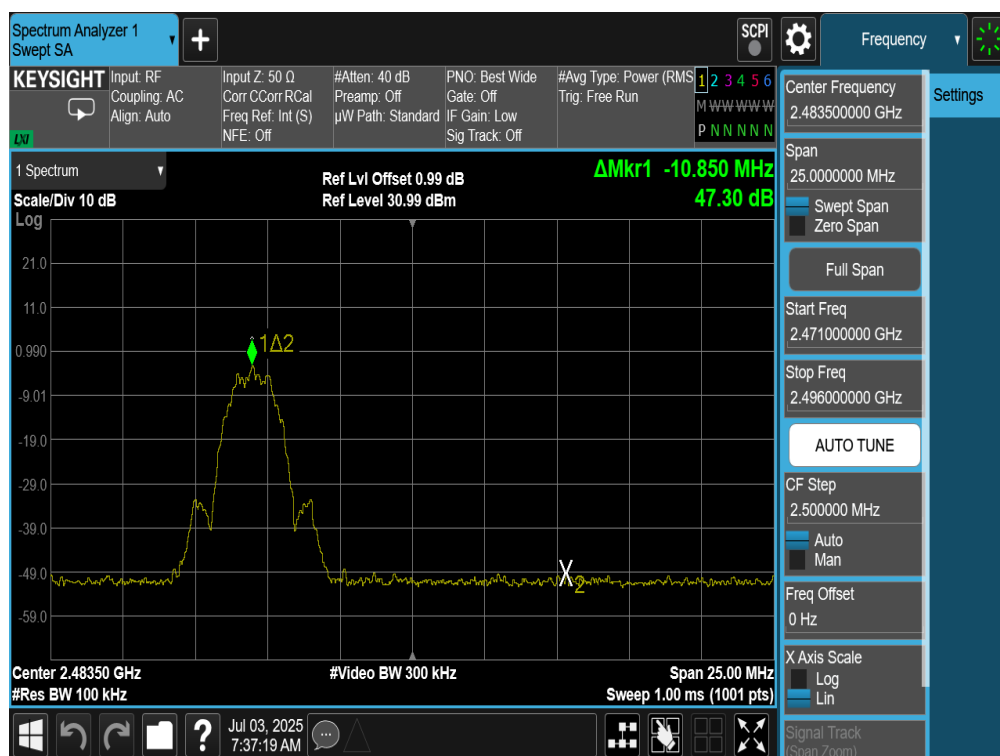 Spectrum Analyzer 1
Swept SA
+
SCPI
Frequency
KEYSIGHT
LXI
Input: RF
Coupling: AC
Align: Auto
Input Z: 50 Ω
Corr CCorr RCal
Freq Ref: Int (S)
NFE: Off
#Atten: 40 dB
Preamp: Off
µW Path: Standard
PNO: Best Wide
Gate: Off
IF Gain: Low
Sig Track: Off
#Avg Type: Power (RMS
Trig: Free Run
1 2 3 4 5 6
M W W W W W
P N N N N N
1 Spectrum
Scale/Div 10 dB
Log
Ref Lvl Offset 0.99 dB
Ref Level 30.99 dBm
ΔMkr1 -10.850 MHz
47.30 dB
21.0
11.0
0.990
-9.01
-19.0
-29.0
-39.0
-49.0
-59.0
1Δ2
X2
Center 2.48350 GHz
#Res BW 100 kHz
#Video BW 300 kHz
Span 25.00 MHz
Sweep 1.00 ms (1001 pts)
Settings
Center Frequency
2.483500000 GHz
Span
25.0000000 MHz
Swept Span
Zero Span
Full Span
Start Freq
2.471000000 GHz
Stop Freq
2.496000000 GHz
AUTO TUNE
CF Step
2.500000 MHz
Auto
Man
Freq Offset
0 Hz
X Axis Scale
Log
Lin
Signal Track
(Span Zoom)
?
Jul 03, 2025
7:37:19 AM